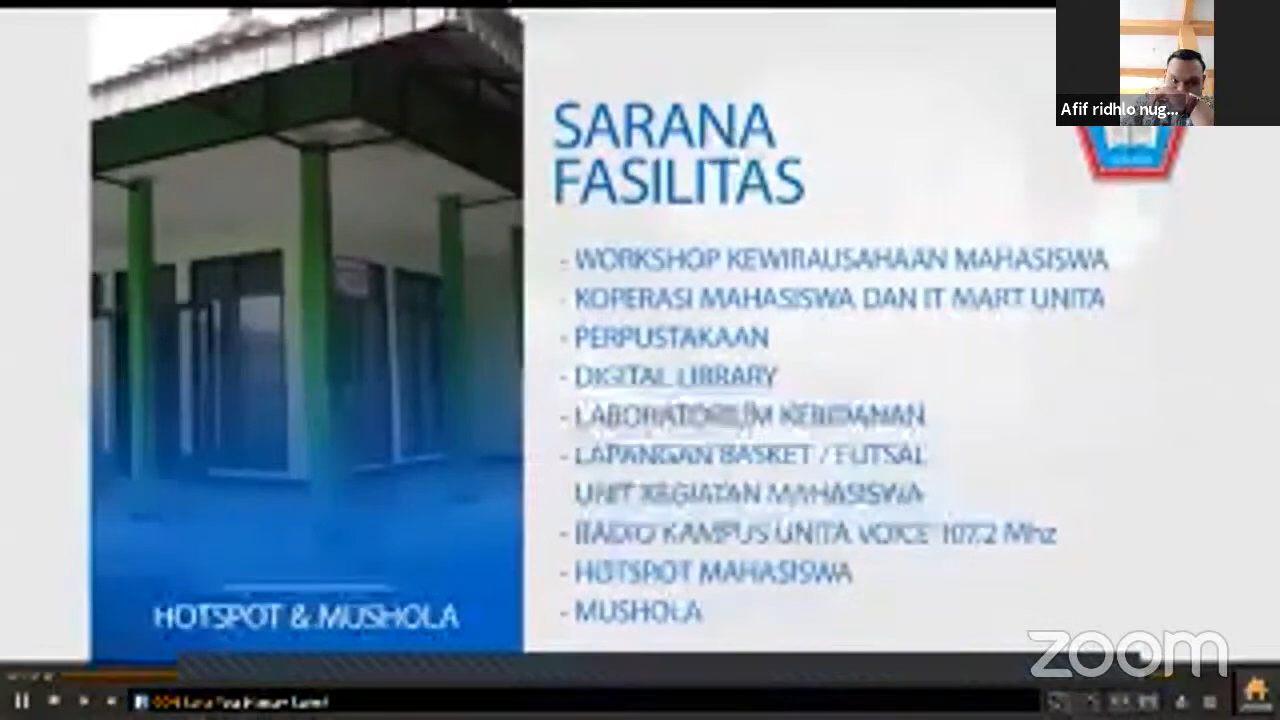 Afif ridhlo nug...
SARANA
FASILITAS
- WORKSHOP KEWIRAUSAHAAN MAHASISWA
- KOPERASI MAHASISWA DAN IT MART UNITA
- PERPUSTAKAAN
- DIGITAL LIBRARY
- LABORATORIUM KEBIDANAN
- LAPANGAN BASKET / FUTSAL
UNIT KEGIATAN MAHASISWA
- RADIO KAMPUS UNITA VOICE 107.2 Mhz
- HOTSPOT MAHASISWA
- MUSHOLA
HOTSPOT & MUSHOLA
zoom